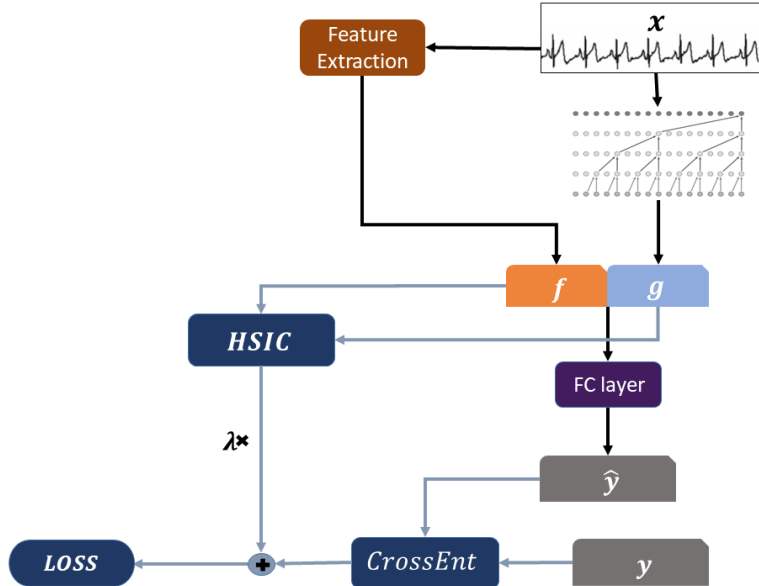 x
Feature
Extraction
f
g
HSIC
FC layer
λ×
ŷ
LOSS
+
CrossEnt
y